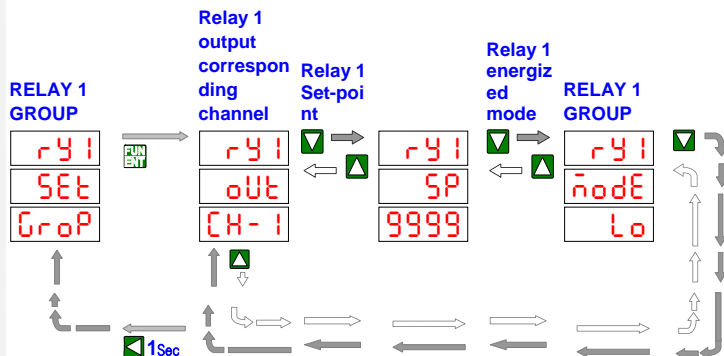 RELAY 1
GROUP
Relay 1
output
correspon
ding
channel
Relay 1
Set-poi
nt
Relay 1
energiz
ed
mode
RELAY 1
GROUP
rY1
SEt
GroP
FUN
ENT
rY1
oUt
CH-1
rY1
SP
9999
rY1
modE
Lo
1Sec